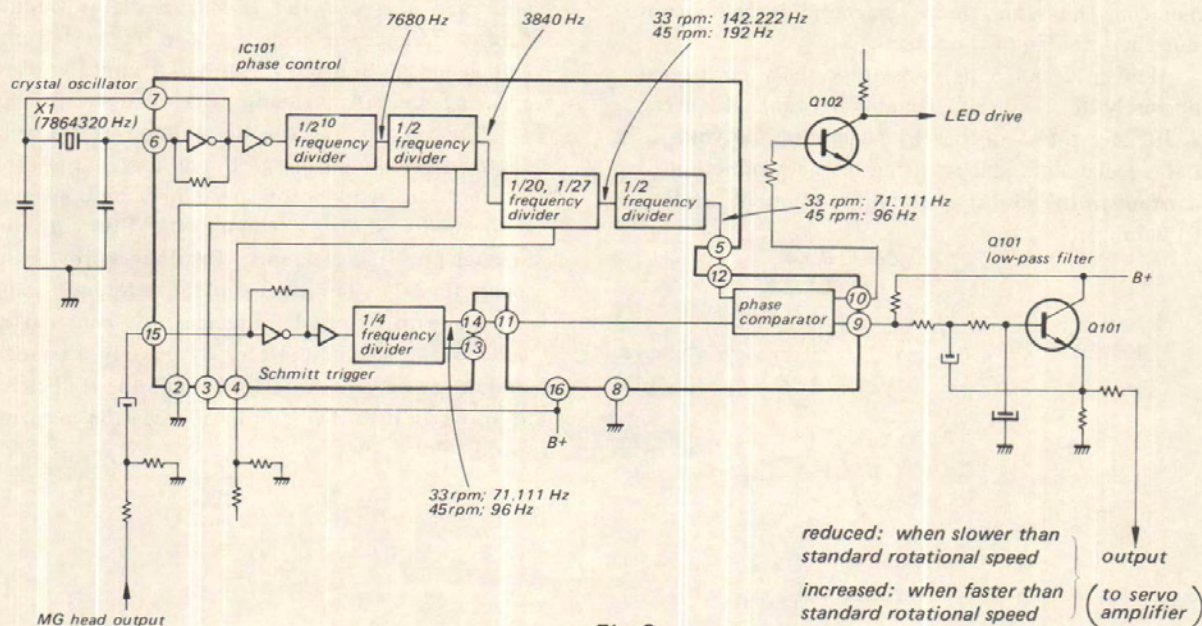 7680 Hz
3840 Hz
33 rpm: 142.222 Hz
45 rpm: 192 Hz
IC101
phase control
crystal oscillator
X1
(7864320 Hz)
7
6
1/2¹⁰
frequency
divider
1/2
frequency
divider
1/20, 1/27
frequency
divider
1/2
frequency
divider
Q102
LED drive
33 rpm: 71.111 Hz
45 rpm: 96 Hz
5
12
Q101
low-pass filter
B+
10
9
phase
comparator
Q101
15
1/4
frequency
divider
14
11
13
Schmitt trigger
2
3
4
16
8
B+
33 rpm; 71.111 Hz
45 rpm; 96 Hz
MG head output
reduced: when slower than
standard rotational speed
increased: when faster than
standard rotational speed
output
(to servo
amplifier)